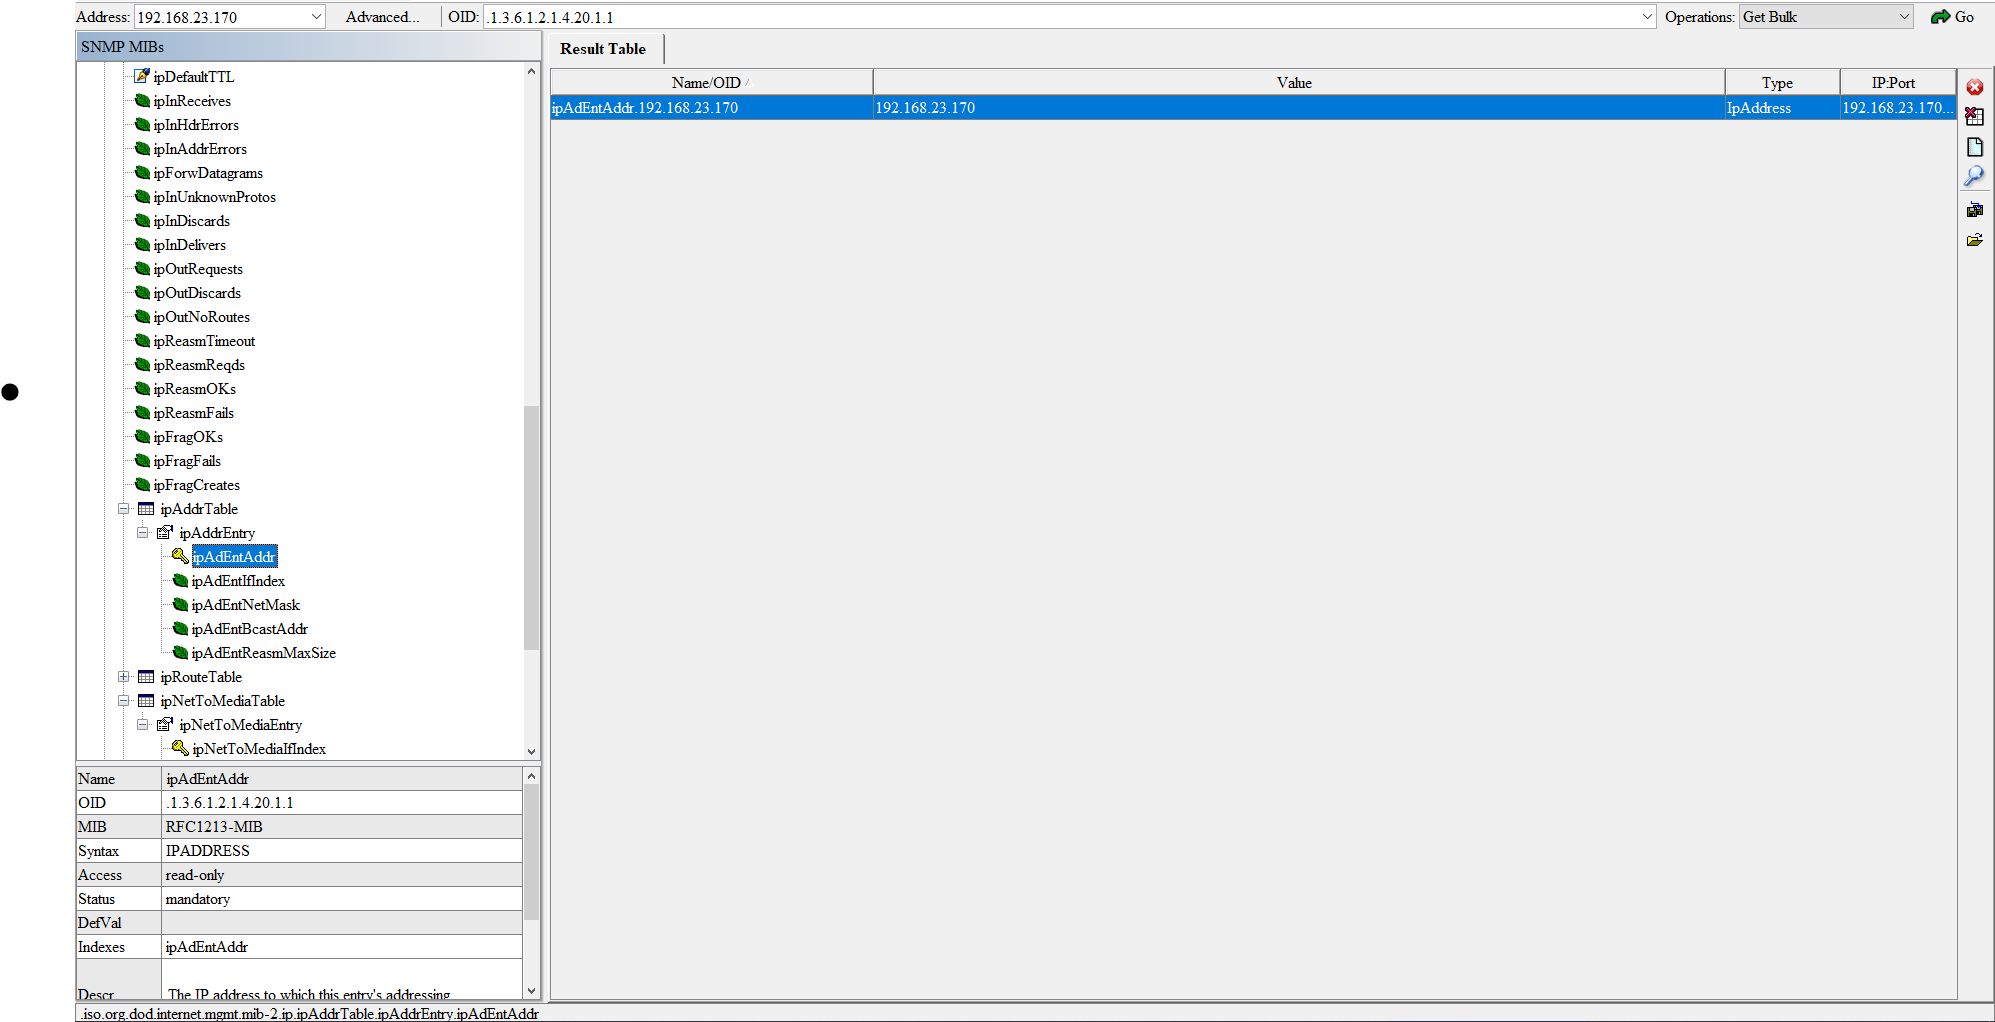 Address: 192.168.23.170 Advanced... OID: .1.3.6.1.2.1.4.20.1.1 Operations: Get Bulk Go
SNMP MIBs
ipDefaultTTL
ipInReceives
ipInHdrErrors
ipInAddrErrors
ipForwDatagrams
ipInUnknownProtos
ipInDiscards
ipInDelivers
ipOutRequests
ipOutDiscards
ipOutNoRoutes
ipReasmTimeout
ipReasmReqds
ipReasmOKs
ipReasmFails
ipFragOKs
ipFragFails
ipFragCreates
ipAddrTable
ipAddrEntry
ipAdEntAddr
ipAdEntIfIndex
ipAdEntNetMask
ipAdEntBcastAddr
ipAdEntReasmMaxSize
ipRouteTable
ipNetToMediaTable
ipNetToMediaEntry
ipNetToMediaIfIndex
Name ipAdEntAddr
OID .1.3.6.1.2.1.4.20.1.1
MIB RFC1213-MIB
Syntax IPADDRESS
Access read-only
Status mandatory
DefVal
Indexes ipAdEntAddr
Descr The IP address to which this entry's addressing
Result Table
Name/OID Value Type IP:Port
ipAdEntAddr.192.168.23.170 192.168.23.170 IpAddress 192.168.23.170...
.iso.org.dod.internet.mgmt.mib-2.ip.ipAddrTable.ipAddrEntry.ipAdEntAddr